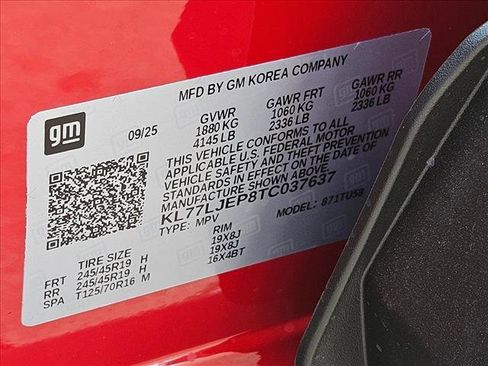 MFD BY GM KOREA COMPANY
gm
09/25
GVWR GAWR FRT GAWR RR
1880 KG 1060 KG 1060 KG
4145 LB 2336 LB 2336 LB
THIS VEHICLE CONFORMS TO ALL
APPLICABLE U.S. FEDERAL MOTOR
VEHICLE SAFETY AND THEFT PREVENTION
STANDARDS IN EFFECT ON THE DATE OF
MANUFACTURE SHOWN ABOVE.
KL77LJEP8TC037637
TYPE: MPV MODEL: 871TU58
TIRE SIZE RIM
FRT 245/45R19 H 19X8J
RR 245/45R19 H 19X8J
SPA T125/70R16 M 16X4BT